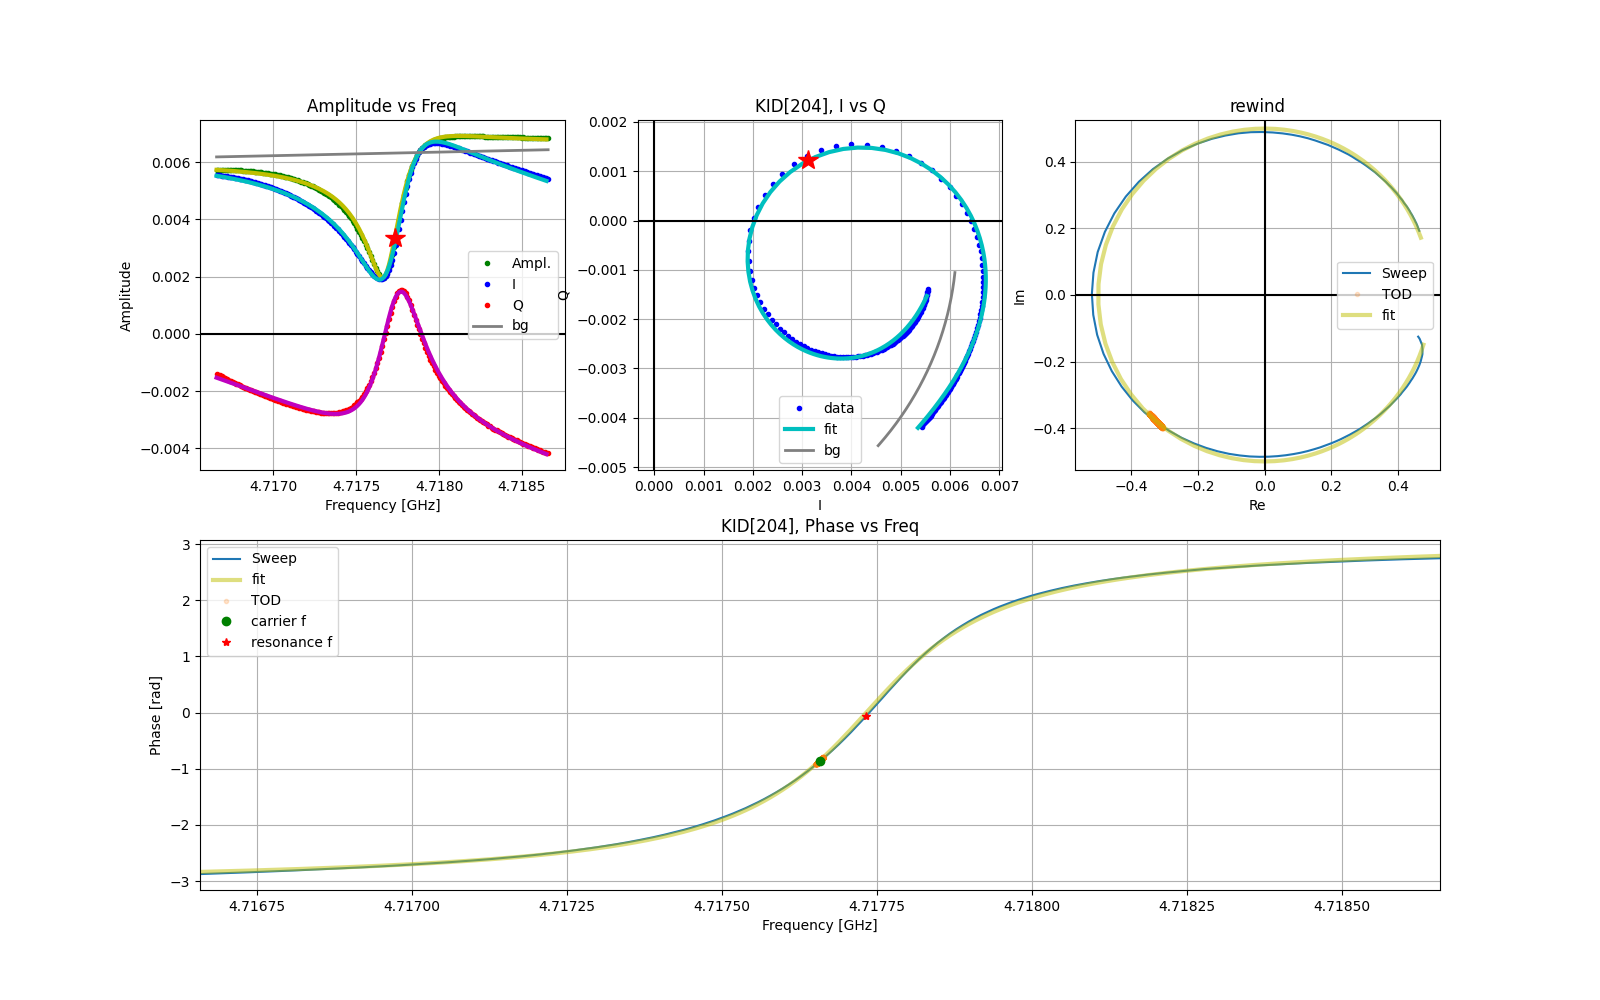 Amplitude vs Freq
Amplitude
0.006
0.004
0.002
0.000
−0.002
−0.004
4.7170
4.7175
4.7180
4.7185
Frequency [GHz]
Ampl.
I
Q
bg
KID[204], I vs Q
Q
0.002
0.001
0.000
−0.001
−0.002
−0.003
−0.004
−0.005
0.000
0.001
0.002
0.003
0.004
0.005
0.006
0.007
I
data
fit
bg
rewind
Im
0.4
0.2
0.0
−0.2
−0.4
−0.4
−0.2
0.0
0.2
0.4
Re
Sweep
TOD
fit
KID[204], Phase vs Freq
Phase [rad]
3
2
1
0
−1
−2
−3
4.71675
4.71700
4.71725
4.71750
4.71775
4.71800
4.71825
4.71850
Frequency [GHz]
Sweep
fit
TOD
carrier f
resonance f